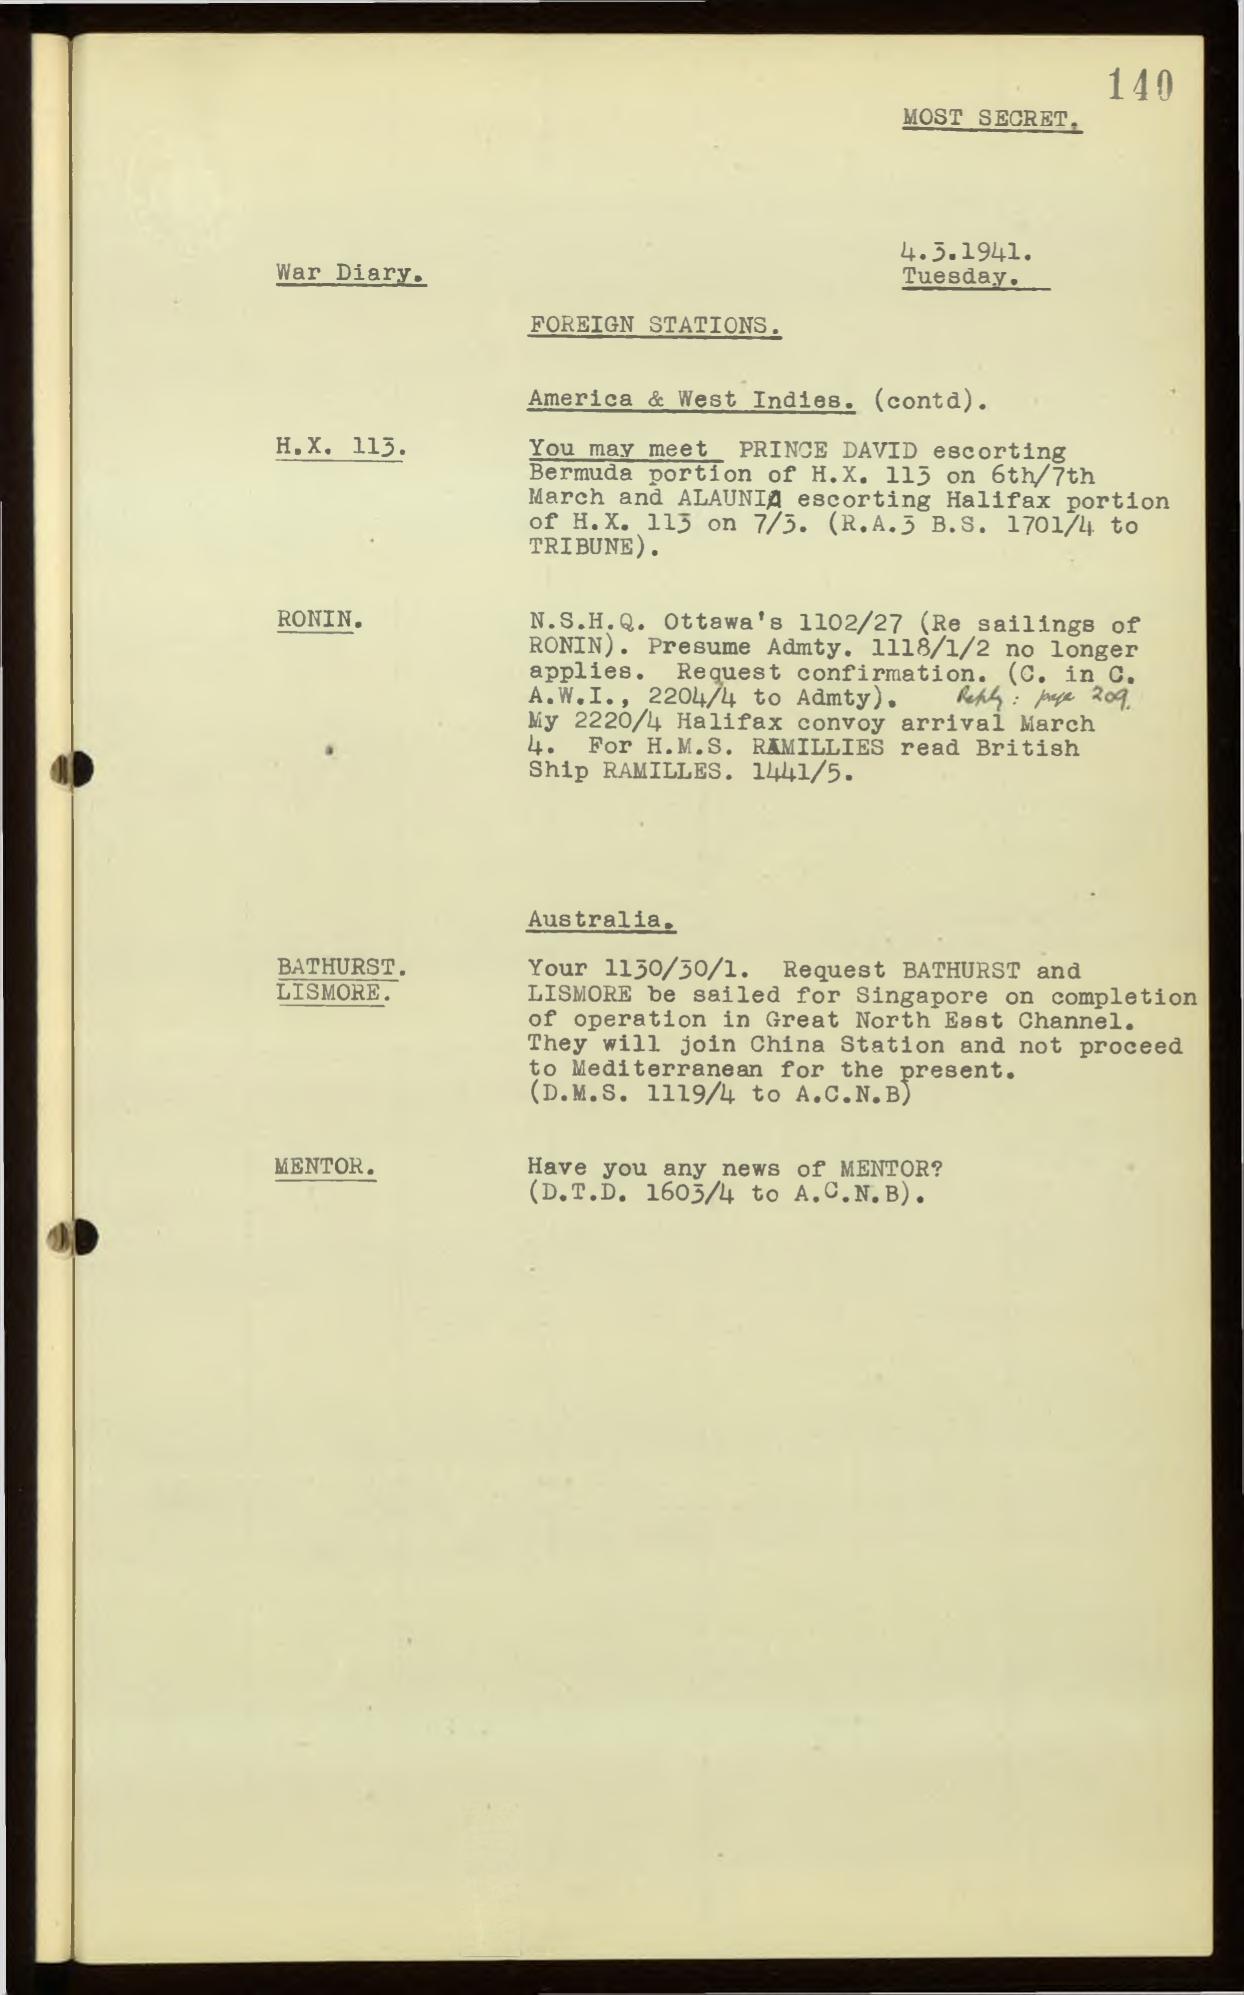 140
MOST SECRET.
4.3.1941.
War Diary.
Tuesday.
FOREIGN STATIONS.
America & West Indies. (contd).
H.X. 113.
You may meet PRINCE DAVID escorting
Bermuda portion of H.X. 113 on 6th/7th
March and ALAUNIA escorting Halifax portion
of H.X. 113 on 7/3. (R.A.3 B.S. 1701/4 to
TRIBUNE).
RONIN.
N.S.H.Q. Ottawa's 1102/27 (Re sailings of
RONIN). Presume Admty. 1118/1/2 no longer
applies. Request confirmation. (C. in C.
A.W.I., 2204/4 to Admty). Reply: page 209.
My 2220/4 Halifax convoy arrival March
4. For H.M.S. RAMILLIES read British
Ship RAMILLES. 1441/5.
Australia.
BATHURST.
LISMORE.
Your 1130/30/1. Request BATHURST and
LISMORE be sailed for Singapore on completion
of operation in Great North East Channel.
They will join China Station and not proceed
to Mediterranean for the present.
(D.M.S. 1119/4 to A.C.N.B)
MENTOR.
Have you any news of MENTOR?
(D.T.D. 1603/4 to A.C.N.B).